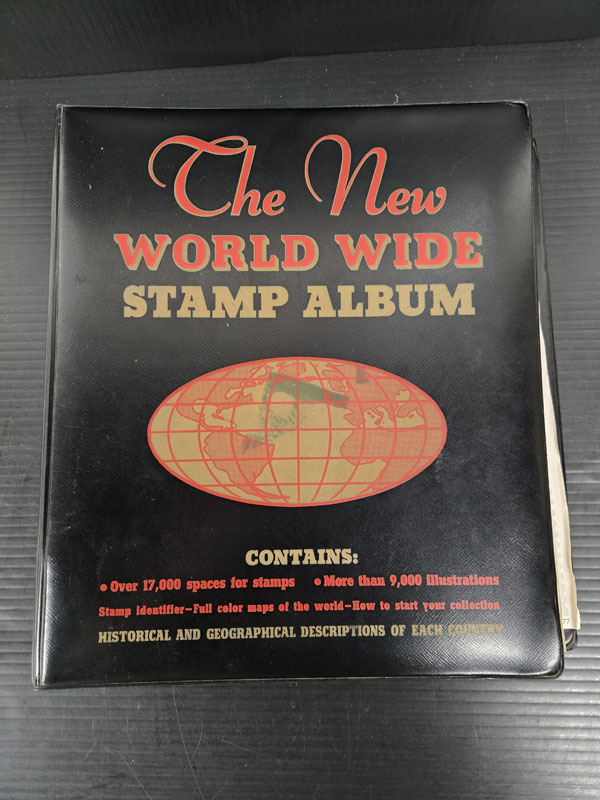 The New
WORLD WIDE
STAMP ALBUM
CONTAINS:
• Over 17,000 spaces for stamps • More than 9,000 Illustrations
Stamp Identifier—Full color maps of the world—How to start your collection
HISTORICAL AND GEOGRAPHICAL DESCRIPTIONS OF EACH COUNTRY
77